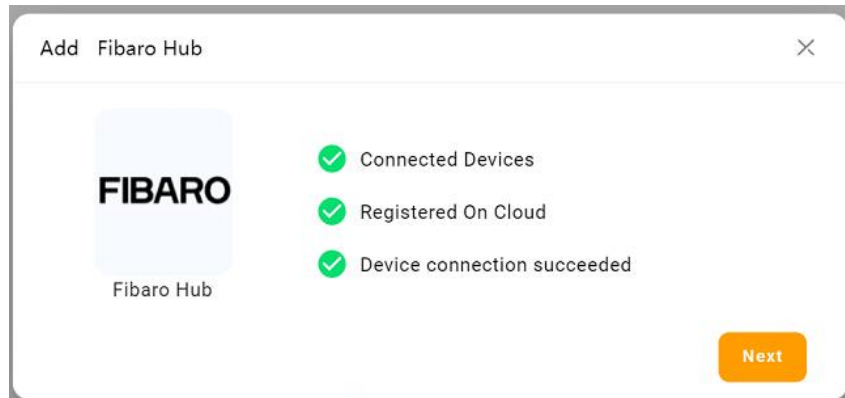 Add Fibaro Hub
FIBARO
Fibaro Hub
Connected Devices
Registered On Cloud
Device connection succeeded
Next